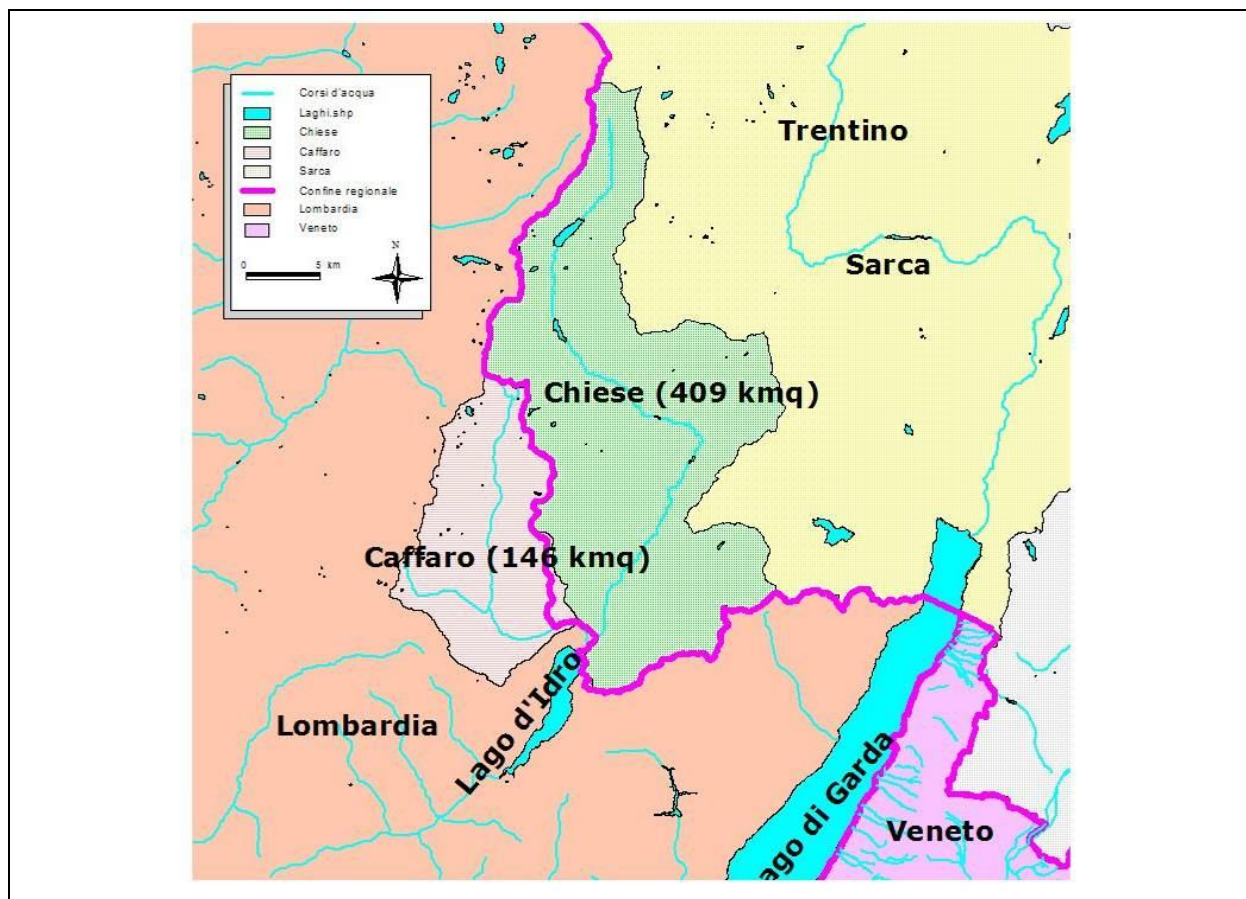 Corsi d'acqua
Laghi.shp
Chiese
Caffaro
Sarca
Confine regionale
Lombardia
Veneto
N
0 5 km
Trentino
Sarca
Chiese (409 kmq)
Caffaro (146 kmq)
Lombardia
Lago d'Idro
ago di Garda
Veneto